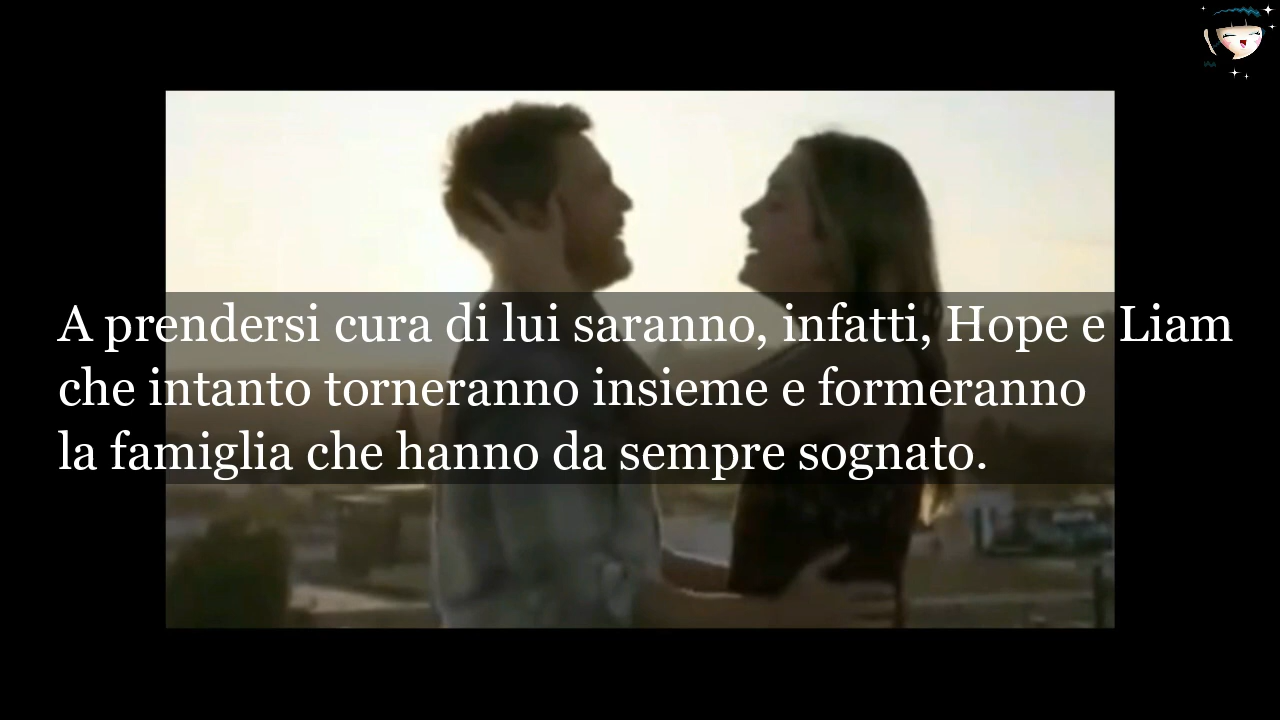 A prendersi cura di lui saranno, infatti, Hope e Liam
che intanto torneranno insieme e formeranno
la famiglia che hanno da sempre sognato.